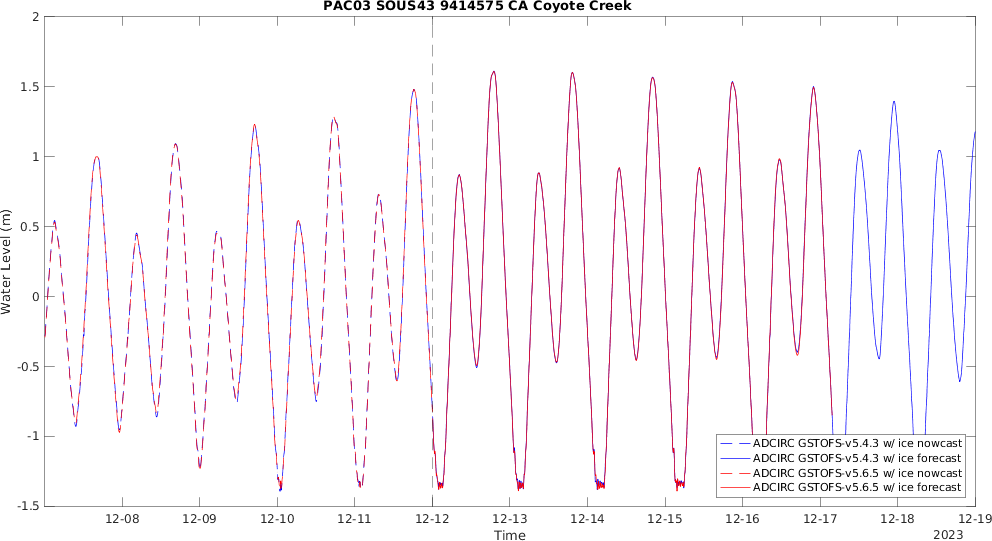 PAC03 SOUS43 9414575 CA Coyote Creek
2
1.5
1
0.5
0
-0.5
-1
-1.5
Water Level (m)
ADCIRC GSTOFS-v5.4.3 w/ ice nowcast
ADCIRC GSTOFS-v5.4.3 w/ ice forecast
ADCIRC GSTOFS-v5.6.5 w/ ice nowcast
ADCIRC GSTOFS-v5.6.5 w/ ice forecast
12-08 12-09 12-10 12-11 12-12 12-13 12-14 12-15 12-16 12-17 12-18 12-19
Time
2023